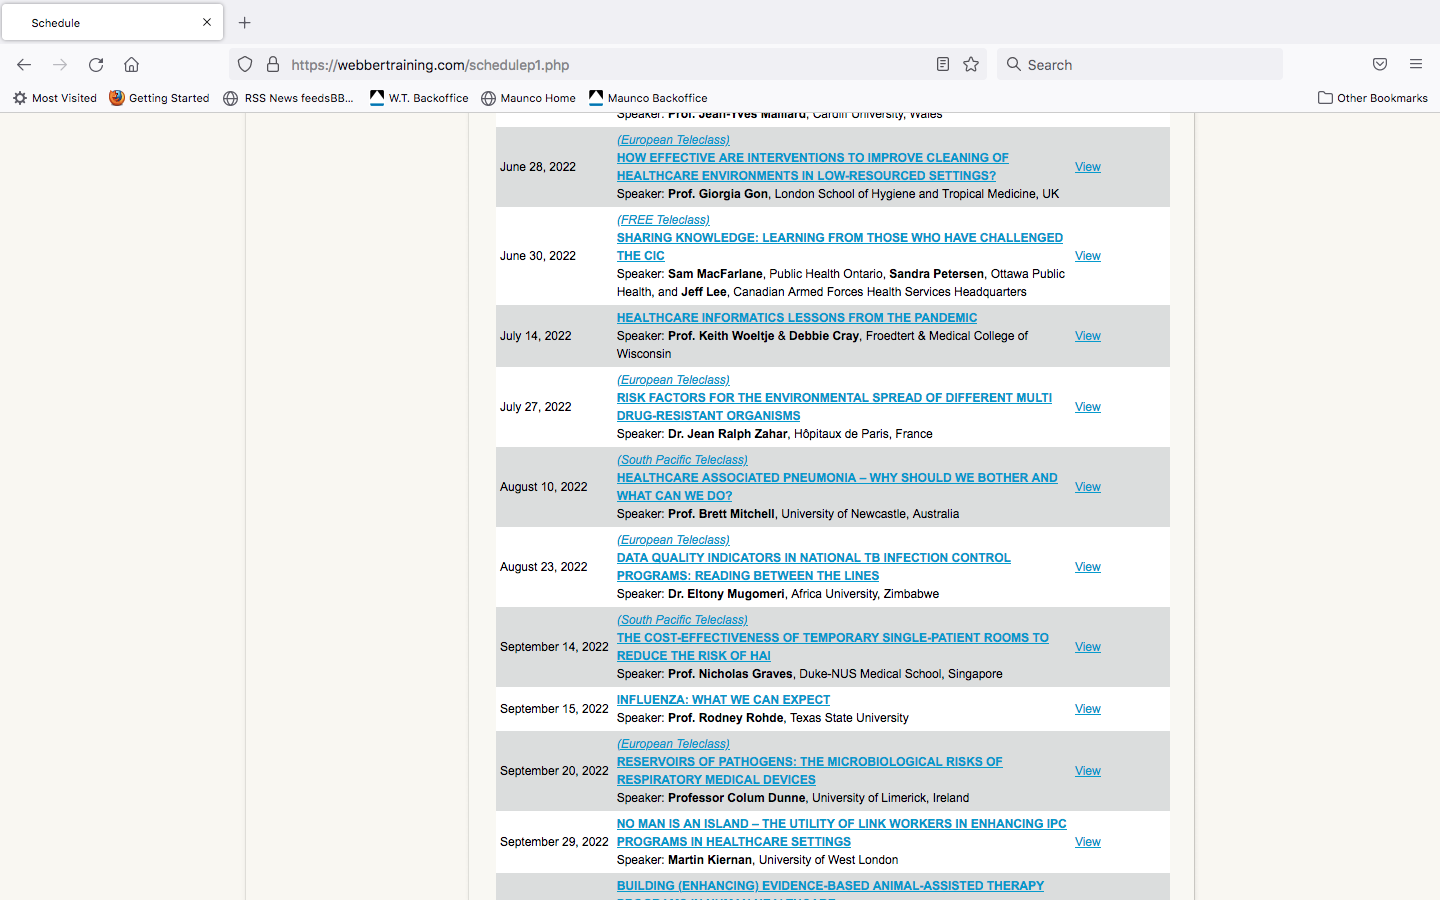 Schedule
https://webbertraining.com/schedulep1.php
Search
Most Visited
Getting Started
RSS News feedsBB...
W.T. Backoffice
Maunco Home
Maunco Backoffice
Other Bookmarks
Speaker: Prof. Jean-Yves Maillard, Cardiff University, Wales
(European Teleclass)
June 28, 2022
HOW EFFECTIVE ARE INTERVENTIONS TO IMPROVE CLEANING OF
HEALTHCARE ENVIRONMENTS IN LOW-RESOURCED SETTINGS?
View
Speaker: Prof. Giorgia Gon, London School of Hygiene and Tropical Medicine, UK
(FREE Teleclass)
June 30, 2022
SHARING KNOWLEDGE: LEARNING FROM THOSE WHO HAVE CHALLENGED
THE CIC
View
Speaker: Sam MacFarlane, Public Health Ontario, Sandra Petersen, Ottawa Public
Health, and Jeff Lee, Canadian Armed Forces Health Services Headquarters
July 14, 2022
HEALTHCARE INFORMATICS LESSONS FROM THE PANDEMIC
Speaker: Prof. Keith Woeltje & Debbie Cray, Froedtert & Medical College of
Wisconsin
View
(European Teleclass)
July 27, 2022
RISK FACTORS FOR THE ENVIRONMENTAL SPREAD OF DIFFERENT MULTI
DRUG-RESISTANT ORGANISMS
View
Speaker: Dr. Jean Ralph Zahar, Hôpitaux de Paris, France
(South Pacific Teleclass)
August 10, 2022
HEALTHCARE ASSOCIATED PNEUMONIA – WHY SHOULD WE BOTHER AND
WHAT CAN WE DO?
View
Speaker: Prof. Brett Mitchell, University of Newcastle, Australia
(European Teleclass)
August 23, 2022
DATA QUALITY INDICATORS IN NATIONAL TB INFECTION CONTROL
PROGRAMS: READING BETWEEN THE LINES
View
Speaker: Dr. Eltony Mugomeri, Africa University, Zimbabwe
(South Pacific Teleclass)
September 14, 2022
THE COST-EFFECTIVENESS OF TEMPORARY SINGLE-PATIENT ROOMS TO
REDUCE THE RISK OF HAI
View
Speaker: Prof. Nicholas Graves, Duke-NUS Medical School, Singapore
September 15, 2022
INFLUENZA: WHAT WE CAN EXPECT
Speaker: Prof. Rodney Rohde, Texas State University
View
(European Teleclass)
September 20, 2022
RESERVOIRS OF PATHOGENS: THE MICROBIOLOGICAL RISKS OF
RESPIRATORY MEDICAL DEVICES
View
Speaker: Professor Colum Dunne, University of Limerick, Ireland
September 29, 2022
NO MAN IS AN ISLAND – THE UTILITY OF LINK WORKERS IN ENHANCING IPC
PROGRAMS IN HEALTHCARE SETTINGS
View
Speaker: Martin Kiernan, University of West London
BUILDING (ENHANCING) EVIDENCE-BASED ANIMAL-ASSISTED THERAPY
PROGRAMS IN HUMAN HEALTHCARE